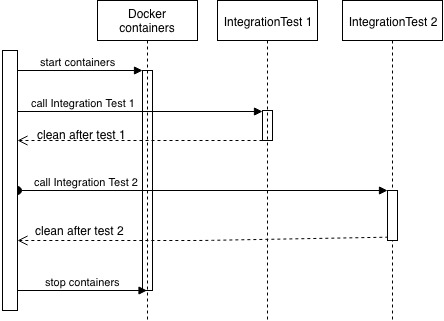 Docker
containers
IntegrationTest 1
IntegrationTest 2
start containers
call Integration Test 1
clean after test 1
call Integration Test 2
clean after test 2
stop containers